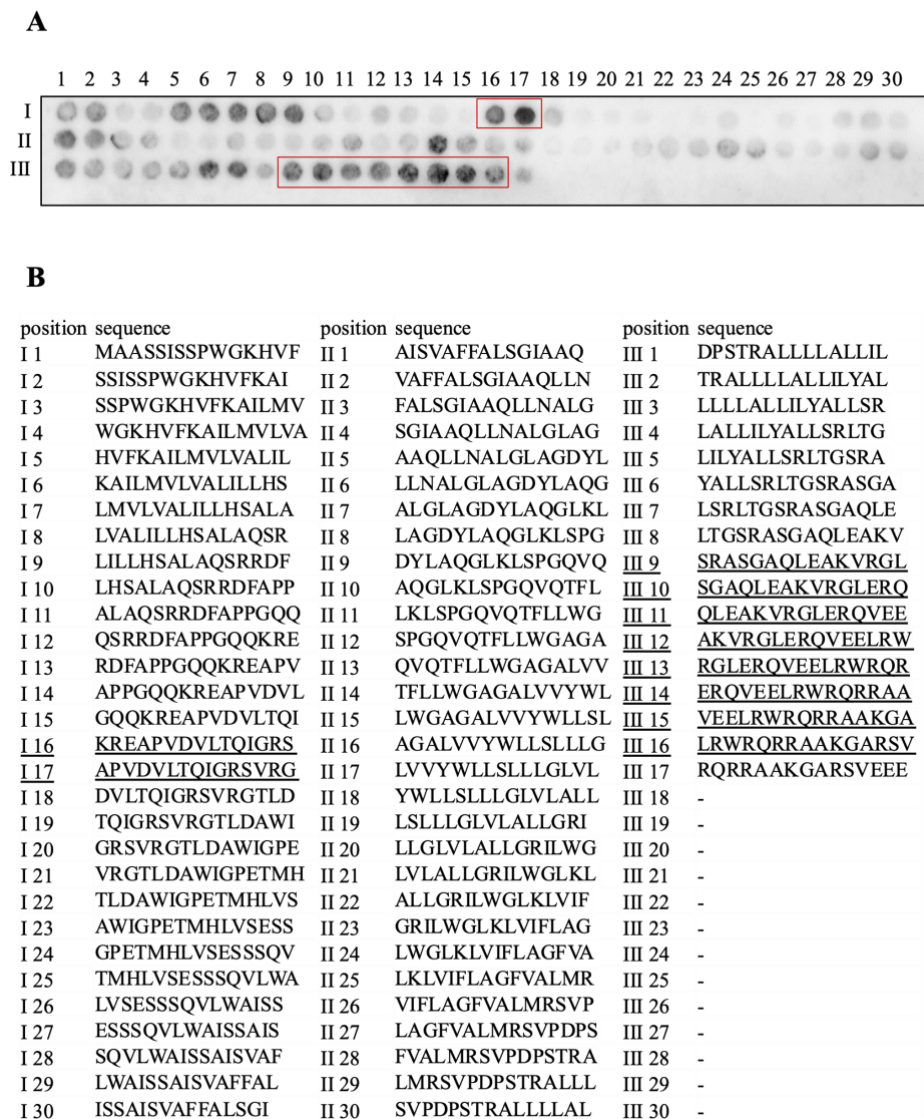 A
1 2 3 4 5 6 7 8 9 10 11 12 13 14 15 16 17 18 19 20 21 22 23 24 25 26 27 28 29 30
I
II
III
B
position sequence position sequence position sequence
I 1 MAASSISSPWGKHVF II 1 AISVAFFALSGIAAQ III 1 DPSTRALLLLALLIL
I 2 SSISSPWGKHVFKAI II 2 VAFFALSGIAAQLLN III 2 TRALLLLALLILYAL
I 3 SSPWGKHVFKAILMV II 3 FALSGIAAQLLNALG III 3 LLLLALLILYALLSR
I 4 WGKHVFKAILMVLVA II 4 SGIAAQLLNALGLAG III 4 LALLILYALLSRLTG
I 5 HVFKAILMVLVALIL II 5 AAQLLNALGLAGDYL III 5 LILYALLSRLTGSRA
I 6 KAILMVLVALILLHS II 6 LLNALGLAGDYLAQG III 6 YALLSRLTGSRASGA
I 7 LMVLVALILLHSALA II 7 ALGLAGDYLAQGLKL III 7 LSRLTGSRASGAQLE
I 8 LVALILLHSALAQSR II 8 LAGDYLAQGLKLSPG III 8 LTGSRASGAQLEAKV
I 9 LILLHSALAQSRRDF II 9 DYLAQGLKLSPGQVQ III 9 SRASGAQLEAKVRGL
I 10 LHSALAQSRRDFAPP II 10 AQGLKLSPGQVQTFL III 10 SGAQLEAKVRGLERQ
I 11 ALAQSRRDFAPPGQQ II 11 LKLSPGQVQTFLLWG III 11 QLEAKVRGLERQVEE
I 12 QSRRDFAPPGQQKRE II 12 SPGQVQTFLLWGAGA III 12 AKVRGLERQVEELRW
I 13 RDFAPPGQQKREAPV II 13 QVQTFLLWGAGALVV III 13 RGLERQVEELRWRQR
I 14 APPGQQKREAPVDVL II 14 TFLLWGAGALVVYWL III 14 ERQVEELRWRQRRAA
I 15 GQQKREAPVDVLTQI II 15 LWGAGALVVYWLLSL III 15 VEELRWRQRRAAKGA
I 16 KREAPVDVLTQIGRS II 16 AGALVVYWLLSLLLG III 16 LRWRQRRAAKGARSV
I 17 APVDVLTQIGRSVRG II 17 LVVYWLLSLLLGLVL III 17 RQRRAAKGARSVEEE
I 18 DVLTQIGRSVRGTLD II 18 YWLLSLLLGLVLALL III 18 -
I 19 TQIGRSVRGTLDAWI II 19 LSLLLGLVLALLGRI III 19 -
I 20 GRSVRGTLDAWIGPE II 20 LLGLVLALLGRILWG III 20 -
I 21 VRGTLDAWIGPETMH II 21 LVLALLGRILWGLKL III 21 -
I 22 TLDAWIGPETMHLVS II 22 ALLGRILWGLKLVIF III 22 -
I 23 AWIGPETMHLVSESS II 23 GRILWGLKLVIFLAG III 23 -
I 24 GPETMHLVSESSSQV II 24 LWGLKLVIFLAGFVA III 24 -
I 25 TMHLVSESSSQVLWA II 25 LKLVIFLAGFVALMR III 25 -
I 26 LVSESSSQVLWAISS II 26 VIFLAGFVALMRSVP III 26 -
I 27 ESSSQVLWAISSAIS II 27 LAGFVALMRSVPDPS III 27 -
I 28 SQVLWAISSAISVAF II 28 FVALMRSVPDPSTRA III 28 -
I 29 LWAISSAISVAFFAL II 29 LMRSVPDPSTRALLL III 29 -
I 30 ISSAISVAFFALSGI II 30 SVPDPSTRALLLLAL III 30 -